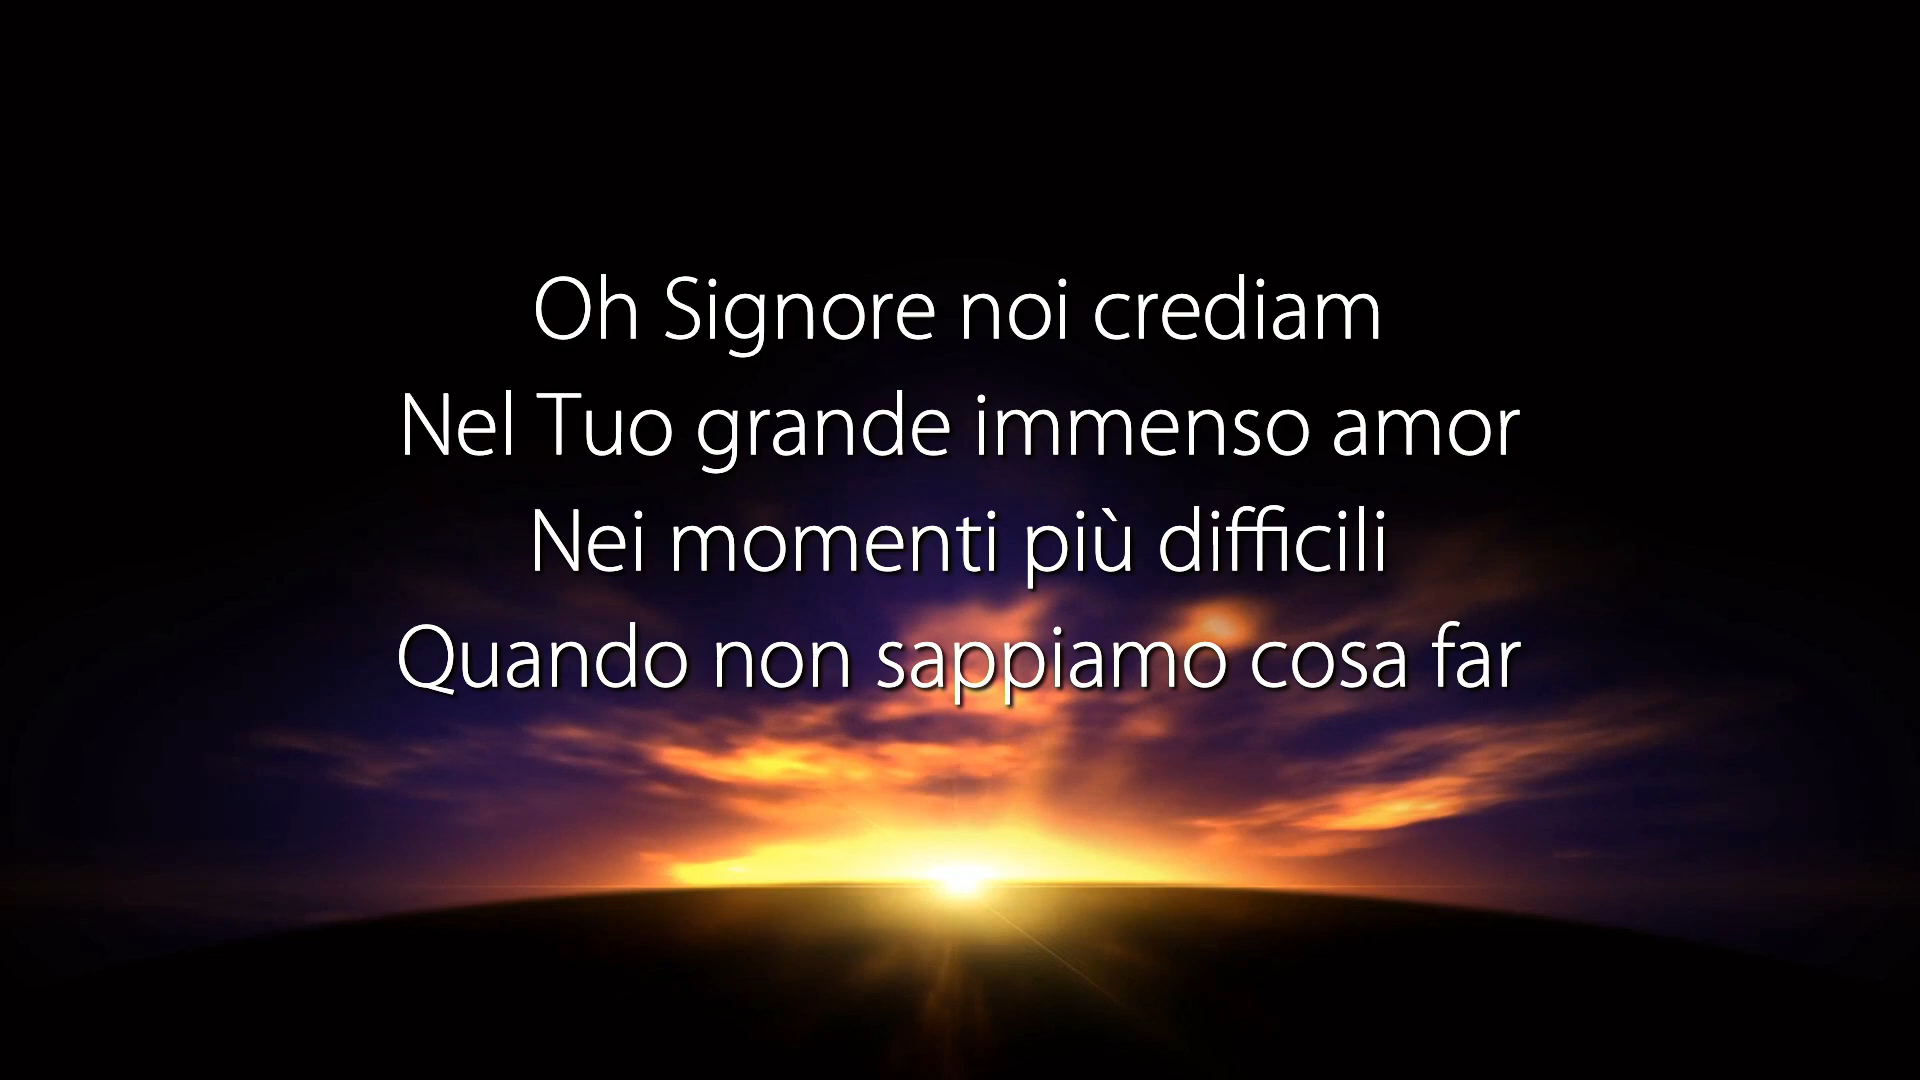 Oh Signore noi crediam
Nel Tuo grande immenso amor
Nei momenti più difficili
Quando non sappiamo cosa far